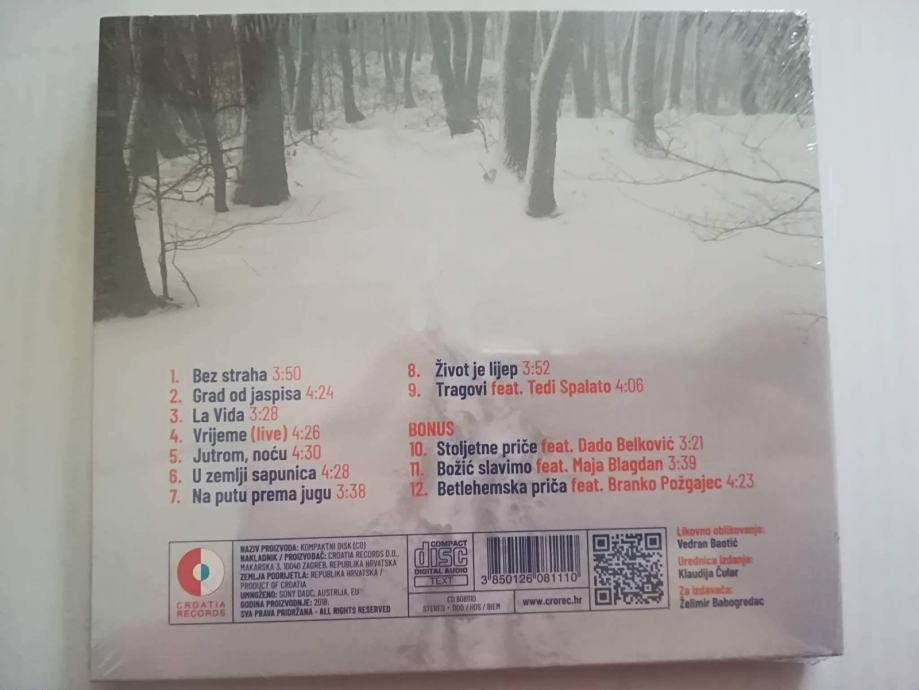 1. Bez straha 3:50
2. Grad od jaspisa 4:24
3. La Vida 3:28
4. Vrijeme (live) 4:26
5. Jutrom, noću 4:30
6. U zemlji sapunica 4:28
7. Na putu prema jugu 3:38
8. Život je lijep 3:52
9. Tragovi feat. Tedi Spalato 4:06
BONUS
10. Stoljetne priče feat. Dado Belković 3:21
11. Božić slavimo feat. Maja Blagdan 3:39
12. Betlehemska priča feat. Branko Požgajec 4:23
CROATIA
RECORDS
NAZIV PROIZVODA: KOMPAKTNI DISK (CD)
NAKLADNIK / PROIZVOĐAČ: CROATIA RECORDS D.D.,
MAKARSKA 3, 10040 ZAGREB, REPUBLIKA HRVATSKA
ZEMLJA PODRIJETLA: REPUBLIKA HRVATSKA /
PRODUCT OF CROATIA
UMNOŽENO: SONY DADC, AUSTRIJA, EU
GODINA PROIZVODNJE: 2018.
SVA PRAVA PRIDRŽANA - ALL RIGHTS RESERVED
COMPACT
disc
DIGITAL AUDIO
TEXT
CD 6081110
STEREO • DDD / HDS / BIEM
3 850126 081110
www.crorec.hr
Likovno oblikovanje:
Vedran Baotić
Urednica izdanja:
Klaudija Čular
Za izdavača:
Želimir Babogredac